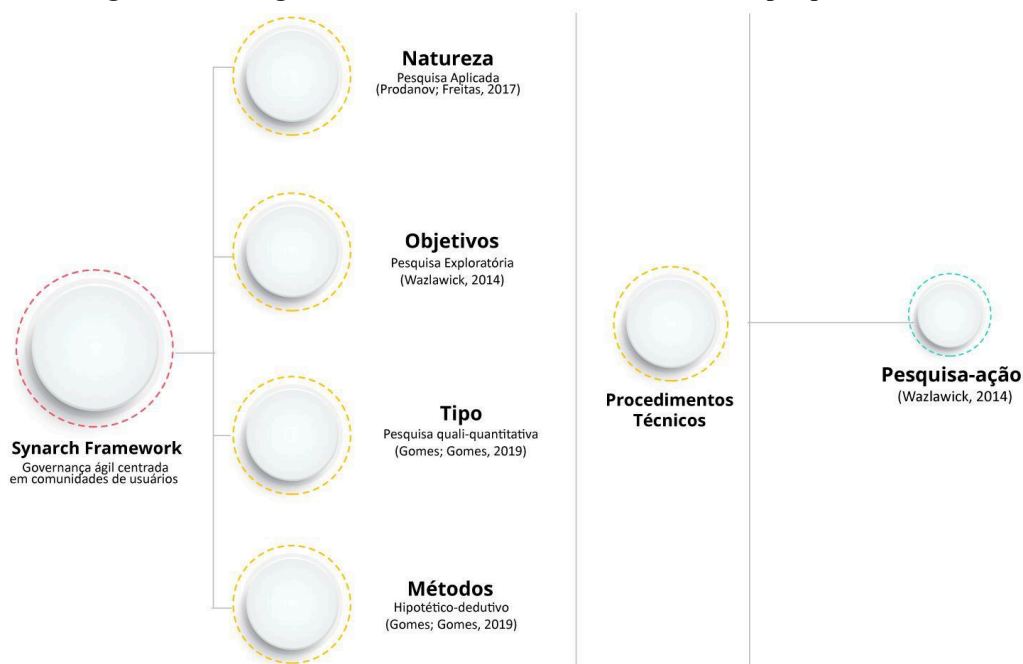 Natureza
Pesquisa Aplicada
(Prodanov; Freitas, 2017)
Objetivos
Pesquisa Exploratória
(Wazlawick, 2014)
Synarch Framework
Governança ágil centrada
em comunidades de usuários
Tipo
Pesquisa quali-quantitativa
(Gomes; Gomes, 2019)
Métodos
Hipotético-dedutivo
(Gomes; Gomes, 2019)
Procedimentos
Técnicos
Pesquisa-ação
(Wazlawick, 2014)